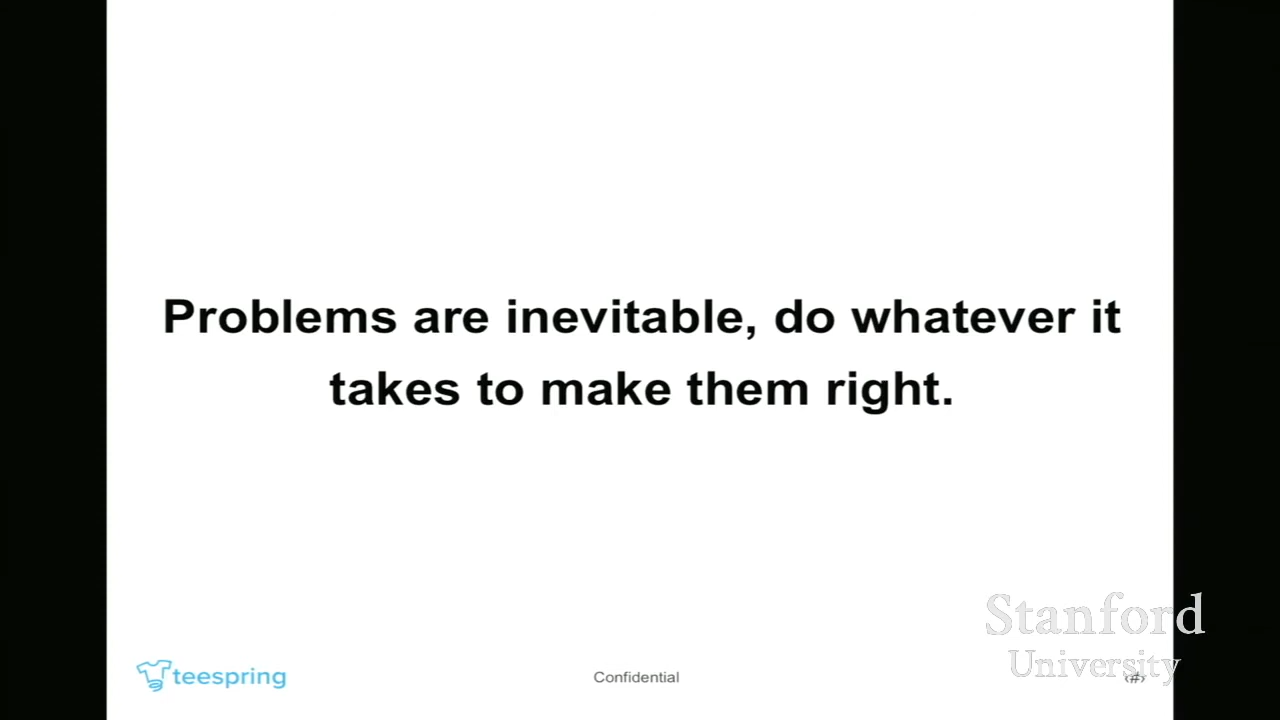 Problems are inevitable, do whatever it
takes to make them right.
Stanford
University
teespring
Confidential
‹#›